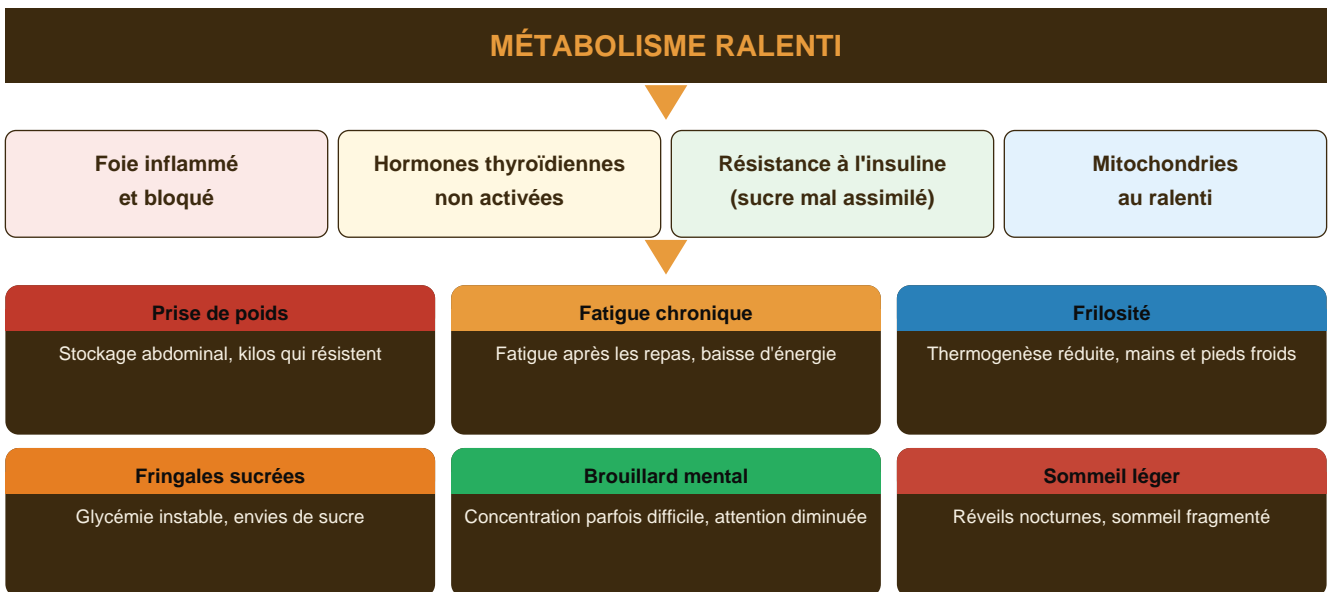 MÉTABOLISME RALENTI
Foie inflammé
et bloqué
Hormones thyroïdiennes
non activées
Résistance à l'insuline
(sucre mal assimilé)
Mitochondries
au ralenti
Prise de poids
Stockage abdominal, kilos qui résistent
Fatigue chronique
Fatigue après les repas, baisse d'énergie
Frilosité
Thermogenèse réduite, mains et pieds froids
Fringales sucrées
Glycémie instable, envies de sucre
Brouillard mental
Concentration parfois difficile, attention diminuée
Sommeil léger
Réveils nocturnes, sommeil fragmenté